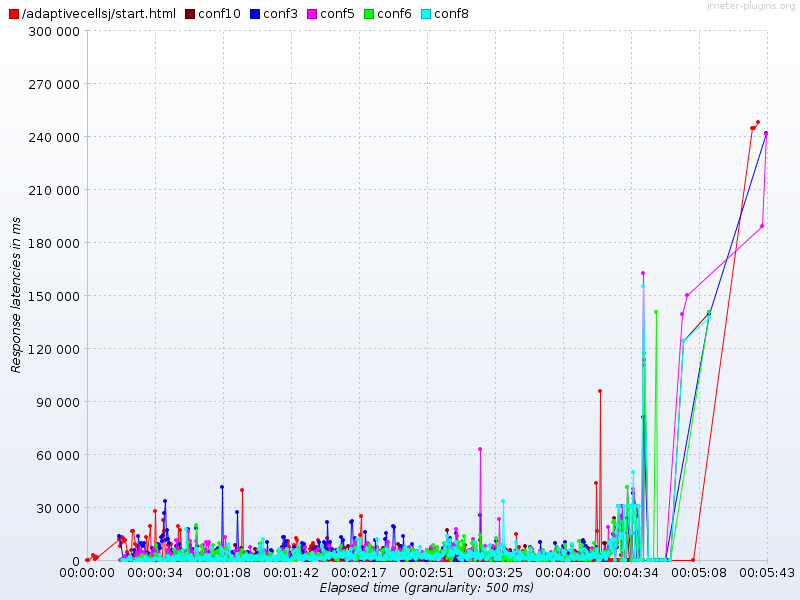 /adaptivecellsj/start.html conf10 conf3 conf5 conf6 conf8
jmeter-plugins.org
300 000
270 000
240 000
210 000
180 000
150 000
120 000
90 000
60 000
30 000
0
Response latencies in ms
00:00:00 00:00:34 00:01:08 00:01:42 00:02:17 00:02:51 00:03:25 00:04:00 00:04:34 00:05:08 00:05:43
Elapsed time (granularity: 500 ms)